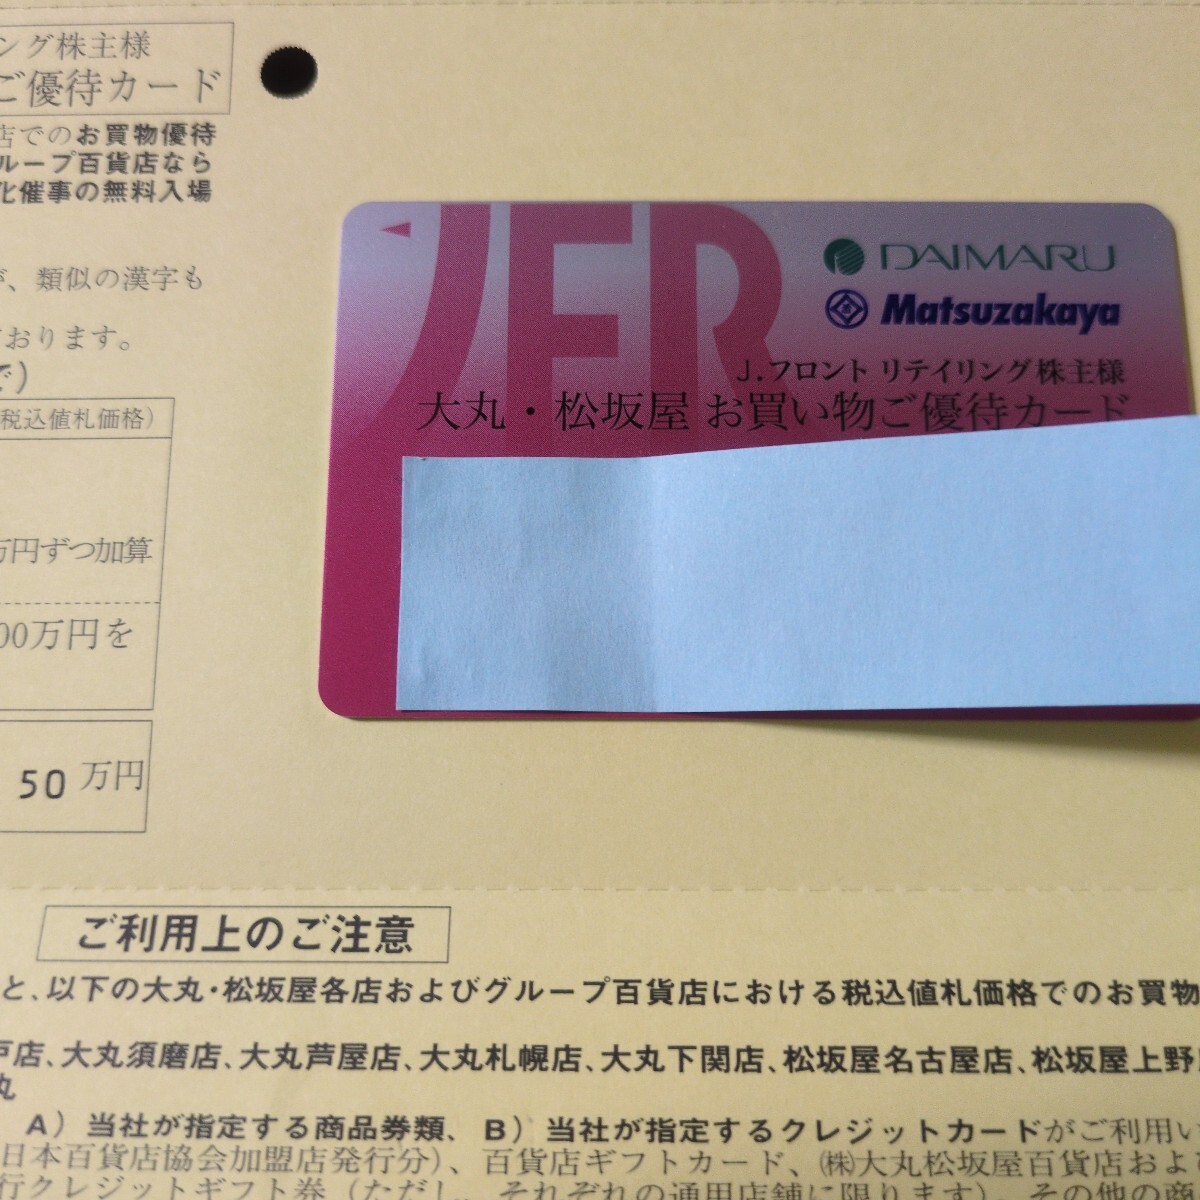 ング株主様
ご優待カード
店でのお買物優待
ループ百貨店なら
化催事の無料入場
、類似の漢字も
おります。
で)
税込値札価格)
万円ずつ加算
00万円を
50万円
JFR
DAIMARU
Matsuzakaya
J.フロント リテイリング株主様
大丸・松坂屋 お買い物ご優待カード
ご利用上のご注意
と、以下の大丸・松坂屋各店およびグループ百貨店における税込値札価格でのお買物
戸店、大丸須磨店、大丸芦屋店、大丸札幌店、大丸下関店、松坂屋名古屋店、松坂屋上野
丸
A) 当社が指定する商品券類、B) 当社が指定するクレジットカードがご利用い
日本百貨店協会加盟店発行分)、百貨店ギフトカード、㈱大丸松坂屋百貨店およ
行クレジットギフト券(ただし、それぞれの通用店舗に限ります)、その他の商